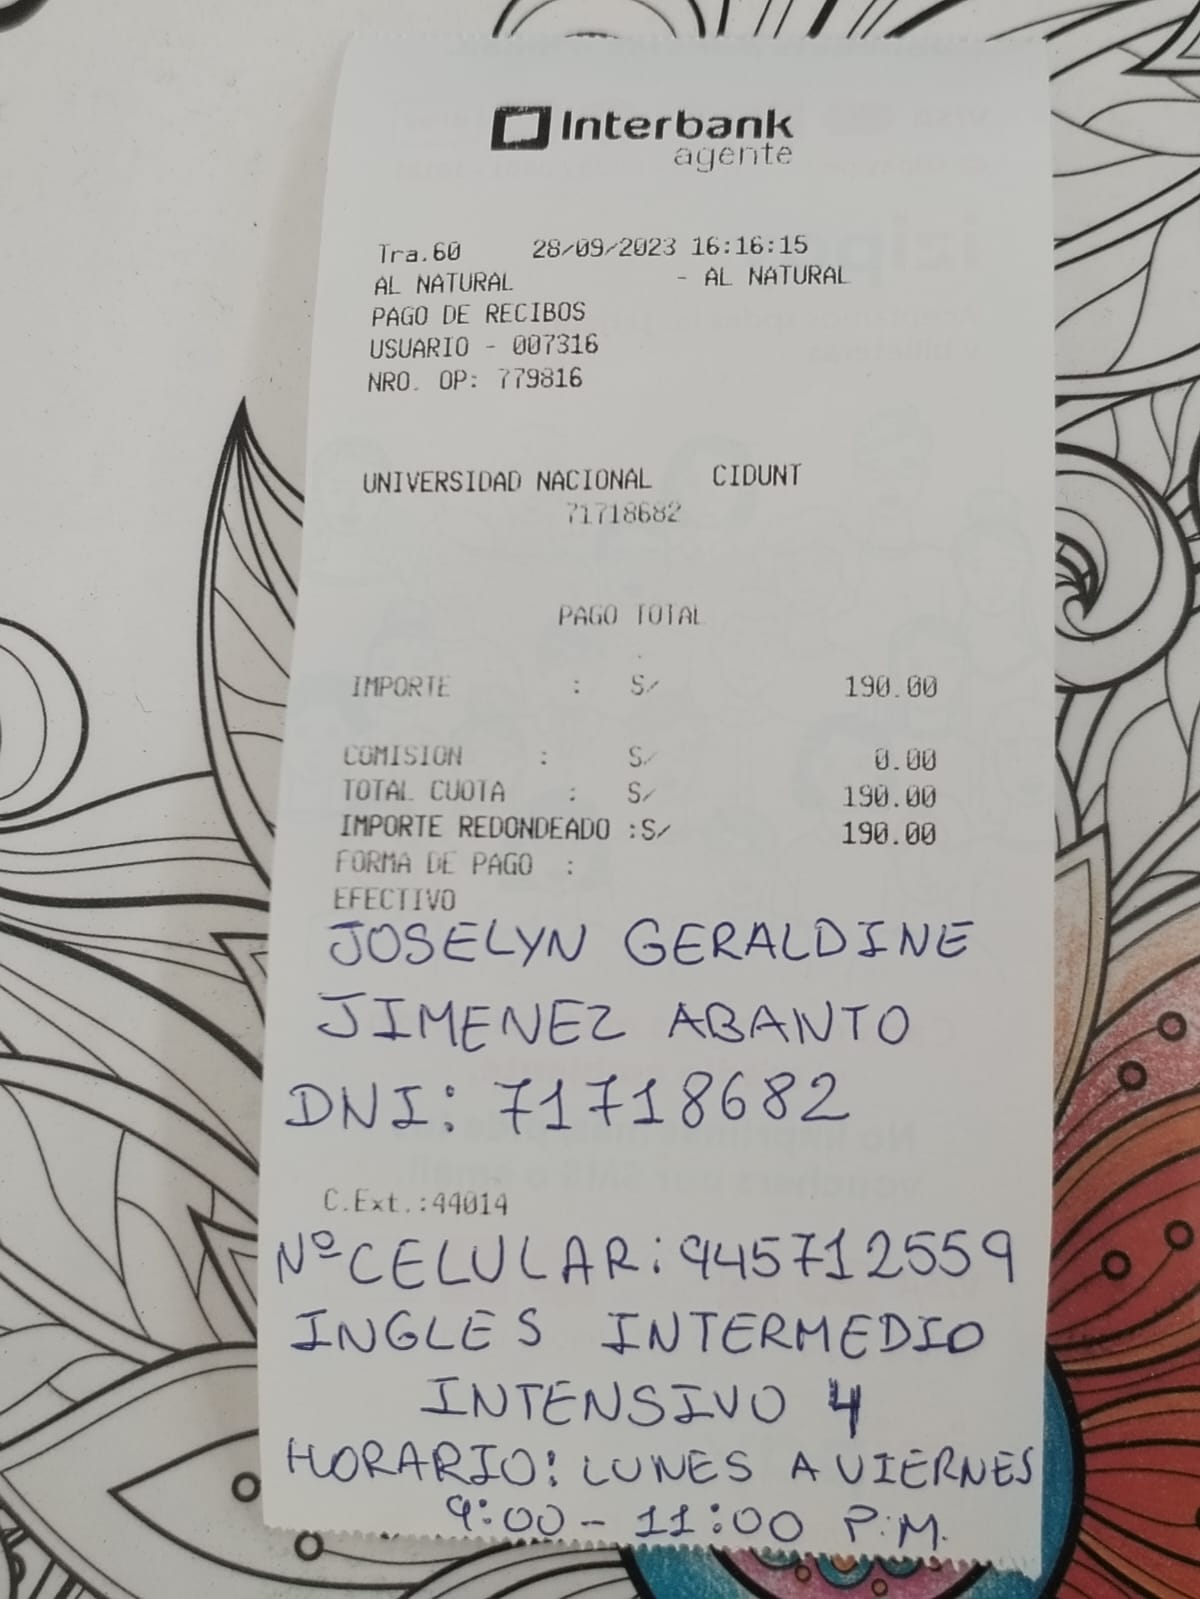 Interbank
agente
Tra.60 28/09/2023 16:16:15
AL NATURAL - AL NATURAL
PAGO DE RECIBOS
USUARIO - 007316
NRO. OP: 779816
UNIVERSIDAD NACIONAL CIDUNT
71718682
PAGO TOTAL
IMPORTE : S/ 190.00
COMISION : S/ 0.00
TOTAL CUOTA : S/ 190.00
IMPORTE REDONDEADO :S/ 190.00
FORMA DE PAGO :
EFECTIVO
JOSELYN GERALDINE
JIMENEZ ABANTO
DNI: 71718682
C.Ext.:44014
Nº CELULAR: 945712559
INGLES INTERMEDIO
INTENSIVO 4
HORARIO: LUNES A VIERNES
9:00 - 11:00 P.M.